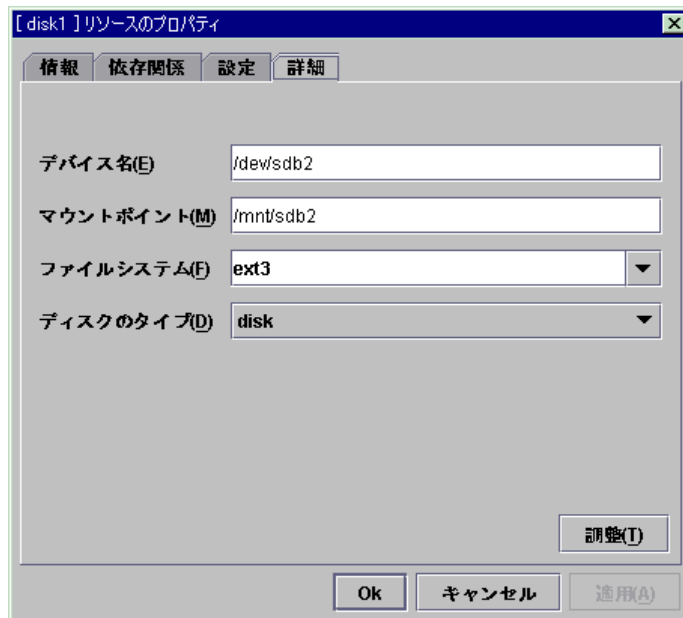 [ disk1 ]リソースのプロパティ
情報 依存関係 設定 詳細
デバイス名(E) /dev/sdb2
マウントポイント(M) /mnt/sdb2
ファイルシステム(F) ext3
ディスクのタイプ(D) disk
調整(T)
Ok キャンセル 適用(A)